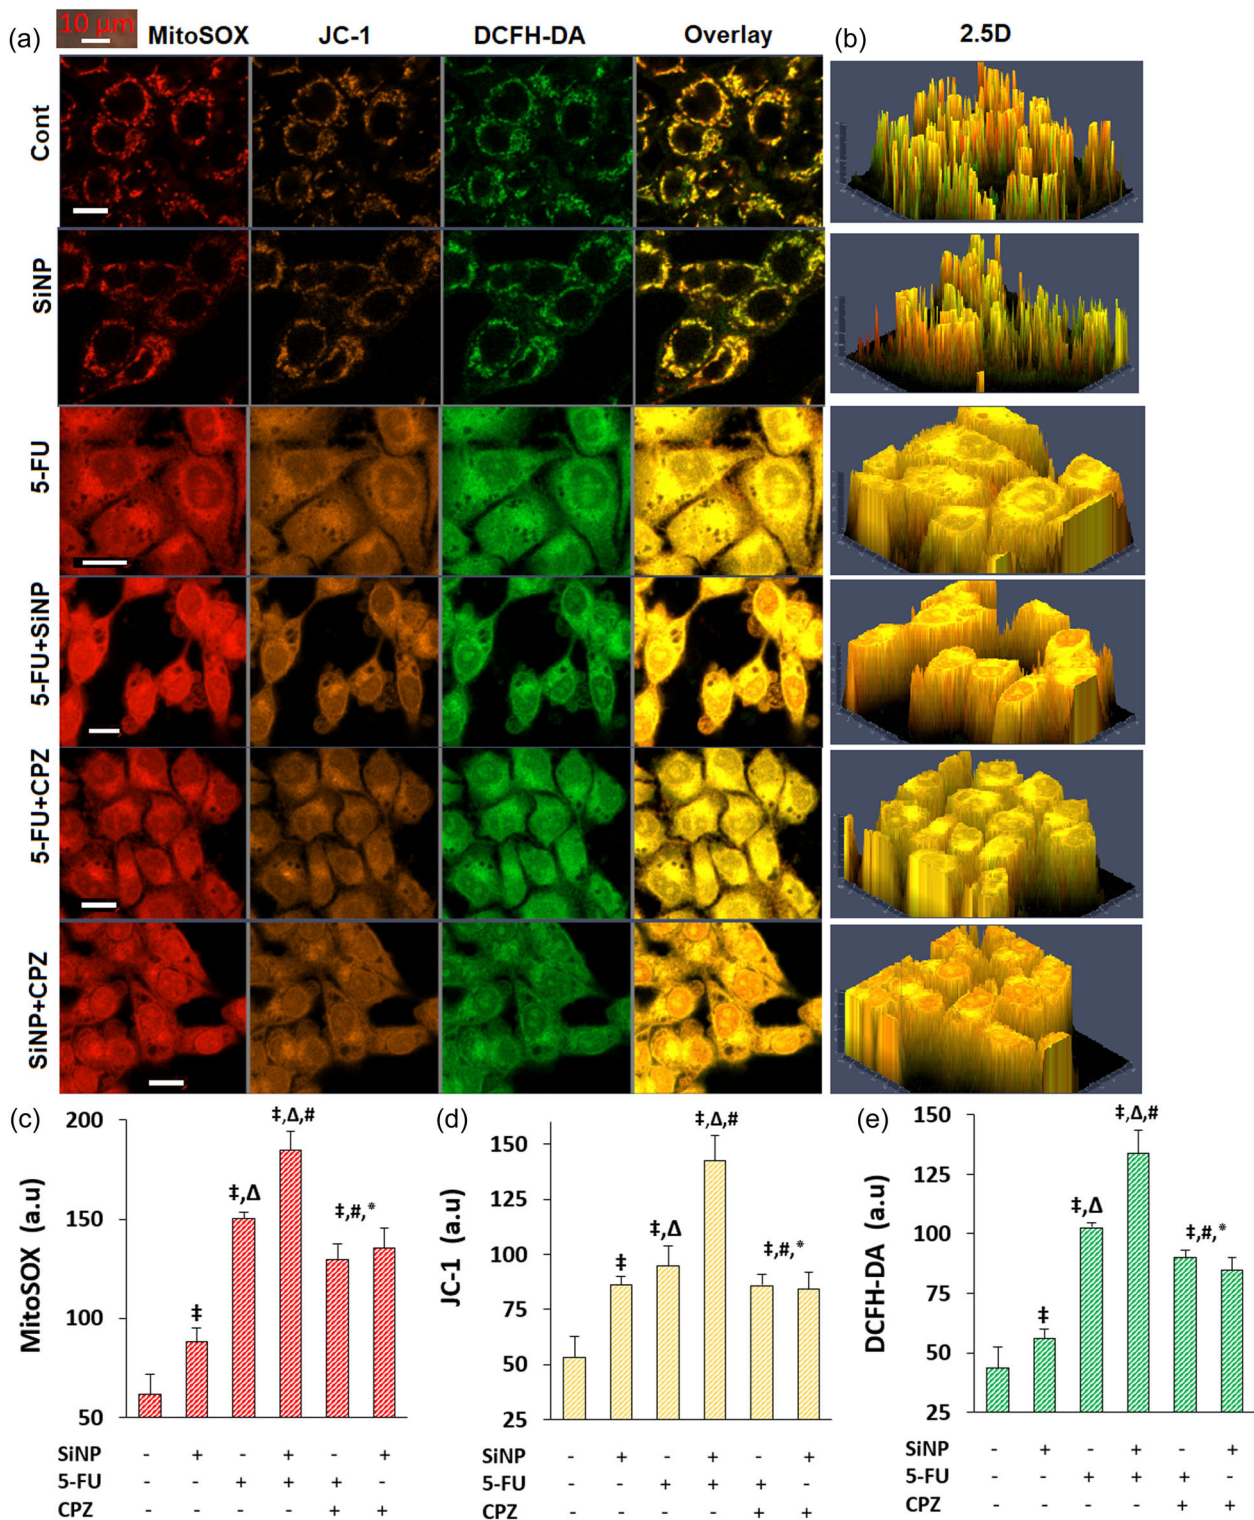 (a) 10 μm MitoSOX JC-1 DCFH-DA Overlay (b) 2.5D
Cont
SiNP
5-FU
5-FU+SiNP
5-FU+CPZ
SiNP+CPZ
(c)
MitoSOX (a.u)
200
150
100
50
‡
‡,Δ
‡,Δ,#
‡,#,*
SiNP - + - + - +
5-FU - - + + + -
CPZ - - - - + +
(d)
JC-1 (a.u)
150
125
100
75
50
25
‡
‡,Δ
‡,Δ,#
‡,#,*
SiNP - + - + - +
5-FU - - + + + -
CPZ - - - - + +
(e)
DCFH-DA (a.u)
150
125
100
75
50
25
‡
‡,Δ
‡,Δ,#
‡,#,*
SiNP - + - + - +
5-FU - - + + + -
CPZ - - - - + +